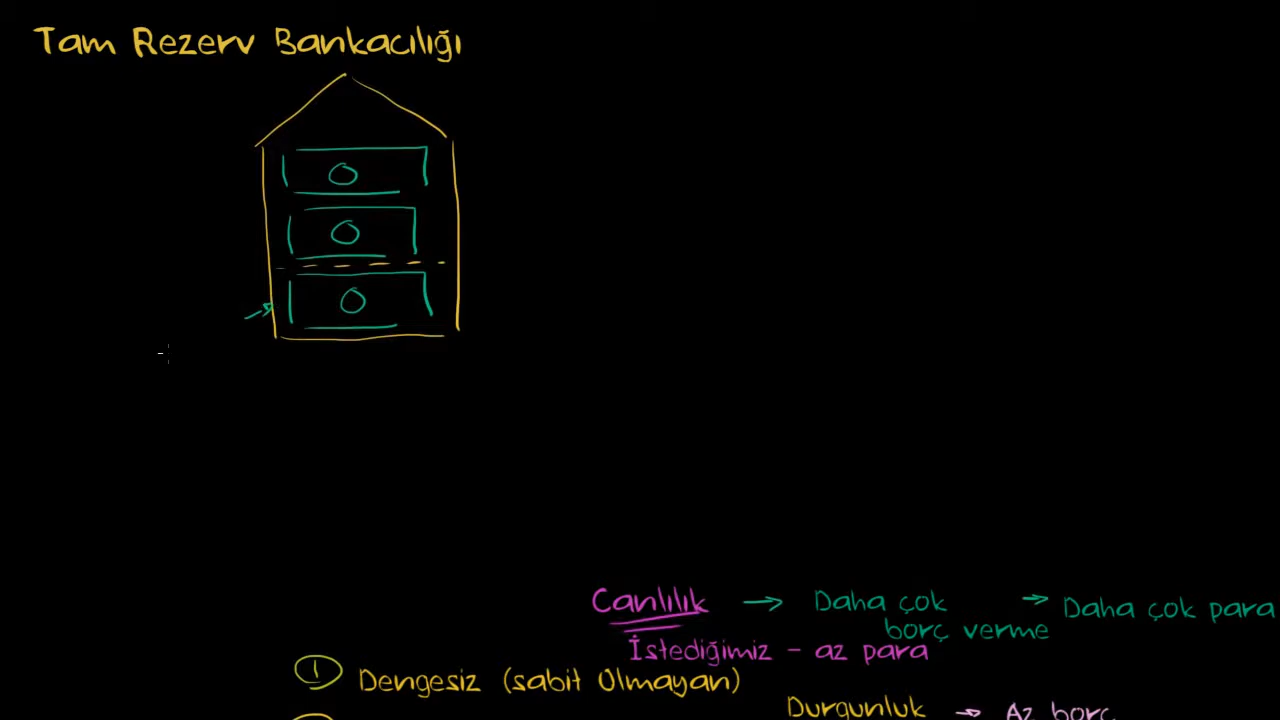 Tam Rezerv Bankacılığı
Canlılık → Daha çok borç verme → Daha çok para
İstediğimiz - az para
1 Dengesiz (sabit Olmayan)
Durgunluk → Az borç